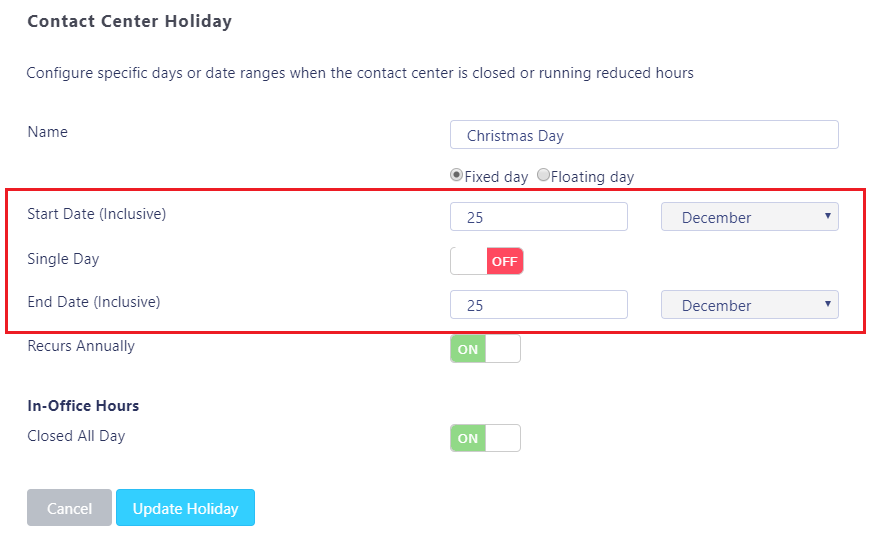 Contact Center Holiday
Configure specific days or date ranges when the contact center is closed or running reduced hours
Name
Christmas Day
Fixed day Floating day
Start Date (Inclusive) 25 December
Single Day OFF
End Date (Inclusive) 25 December
Recurs Annually ON
In-Office Hours
Closed All Day ON
Cancel Update Holiday